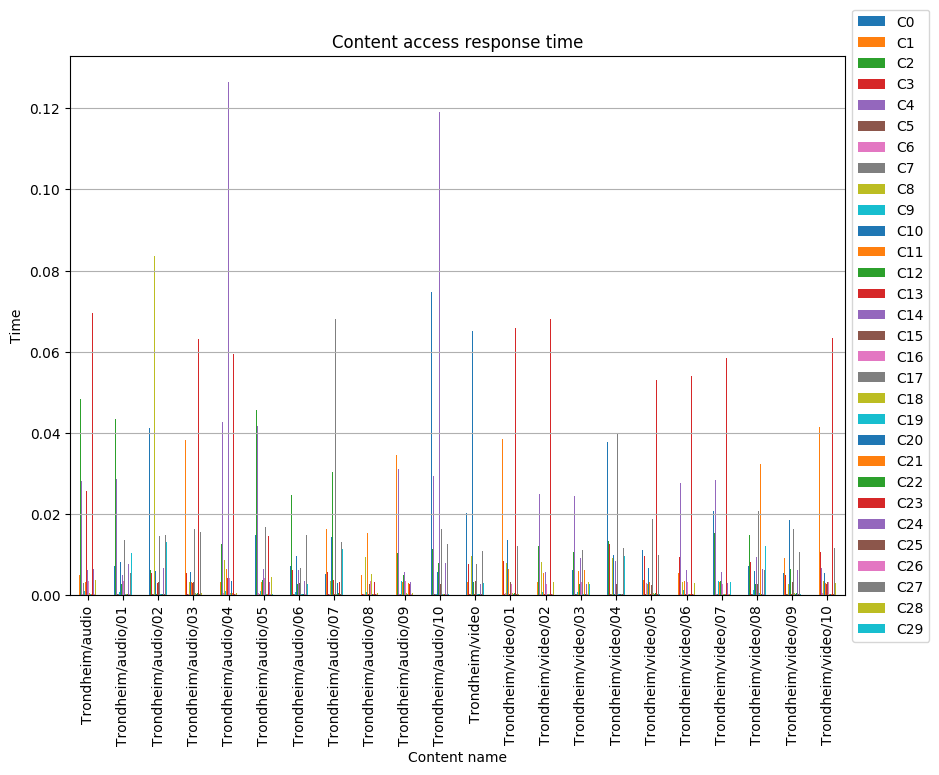 Content access response time
Time
0.12
0.10
0.08
0.06
0.04
0.02
0.00
Trondheim/audio
Trondheim/audio/01
Trondheim/audio/02
Trondheim/audio/03
Trondheim/audio/04
Trondheim/audio/05
Trondheim/audio/06
Trondheim/audio/07
Trondheim/audio/08
Trondheim/audio/09
Trondheim/audio/10
Trondheim/video
Trondheim/video/01
Trondheim/video/02
Trondheim/video/03
Trondheim/video/04
Trondheim/video/05
Trondheim/video/06
Trondheim/video/07
Trondheim/video/08
Trondheim/video/09
Trondheim/video/10
Content name
C0
C1
C2
C3
C4
C5
C6
C7
C8
C9
C10
C11
C12
C13
C14
C15
C16
C17
C18
C19
C20
C21
C22
C23
C24
C25
C26
C27
C28
C29